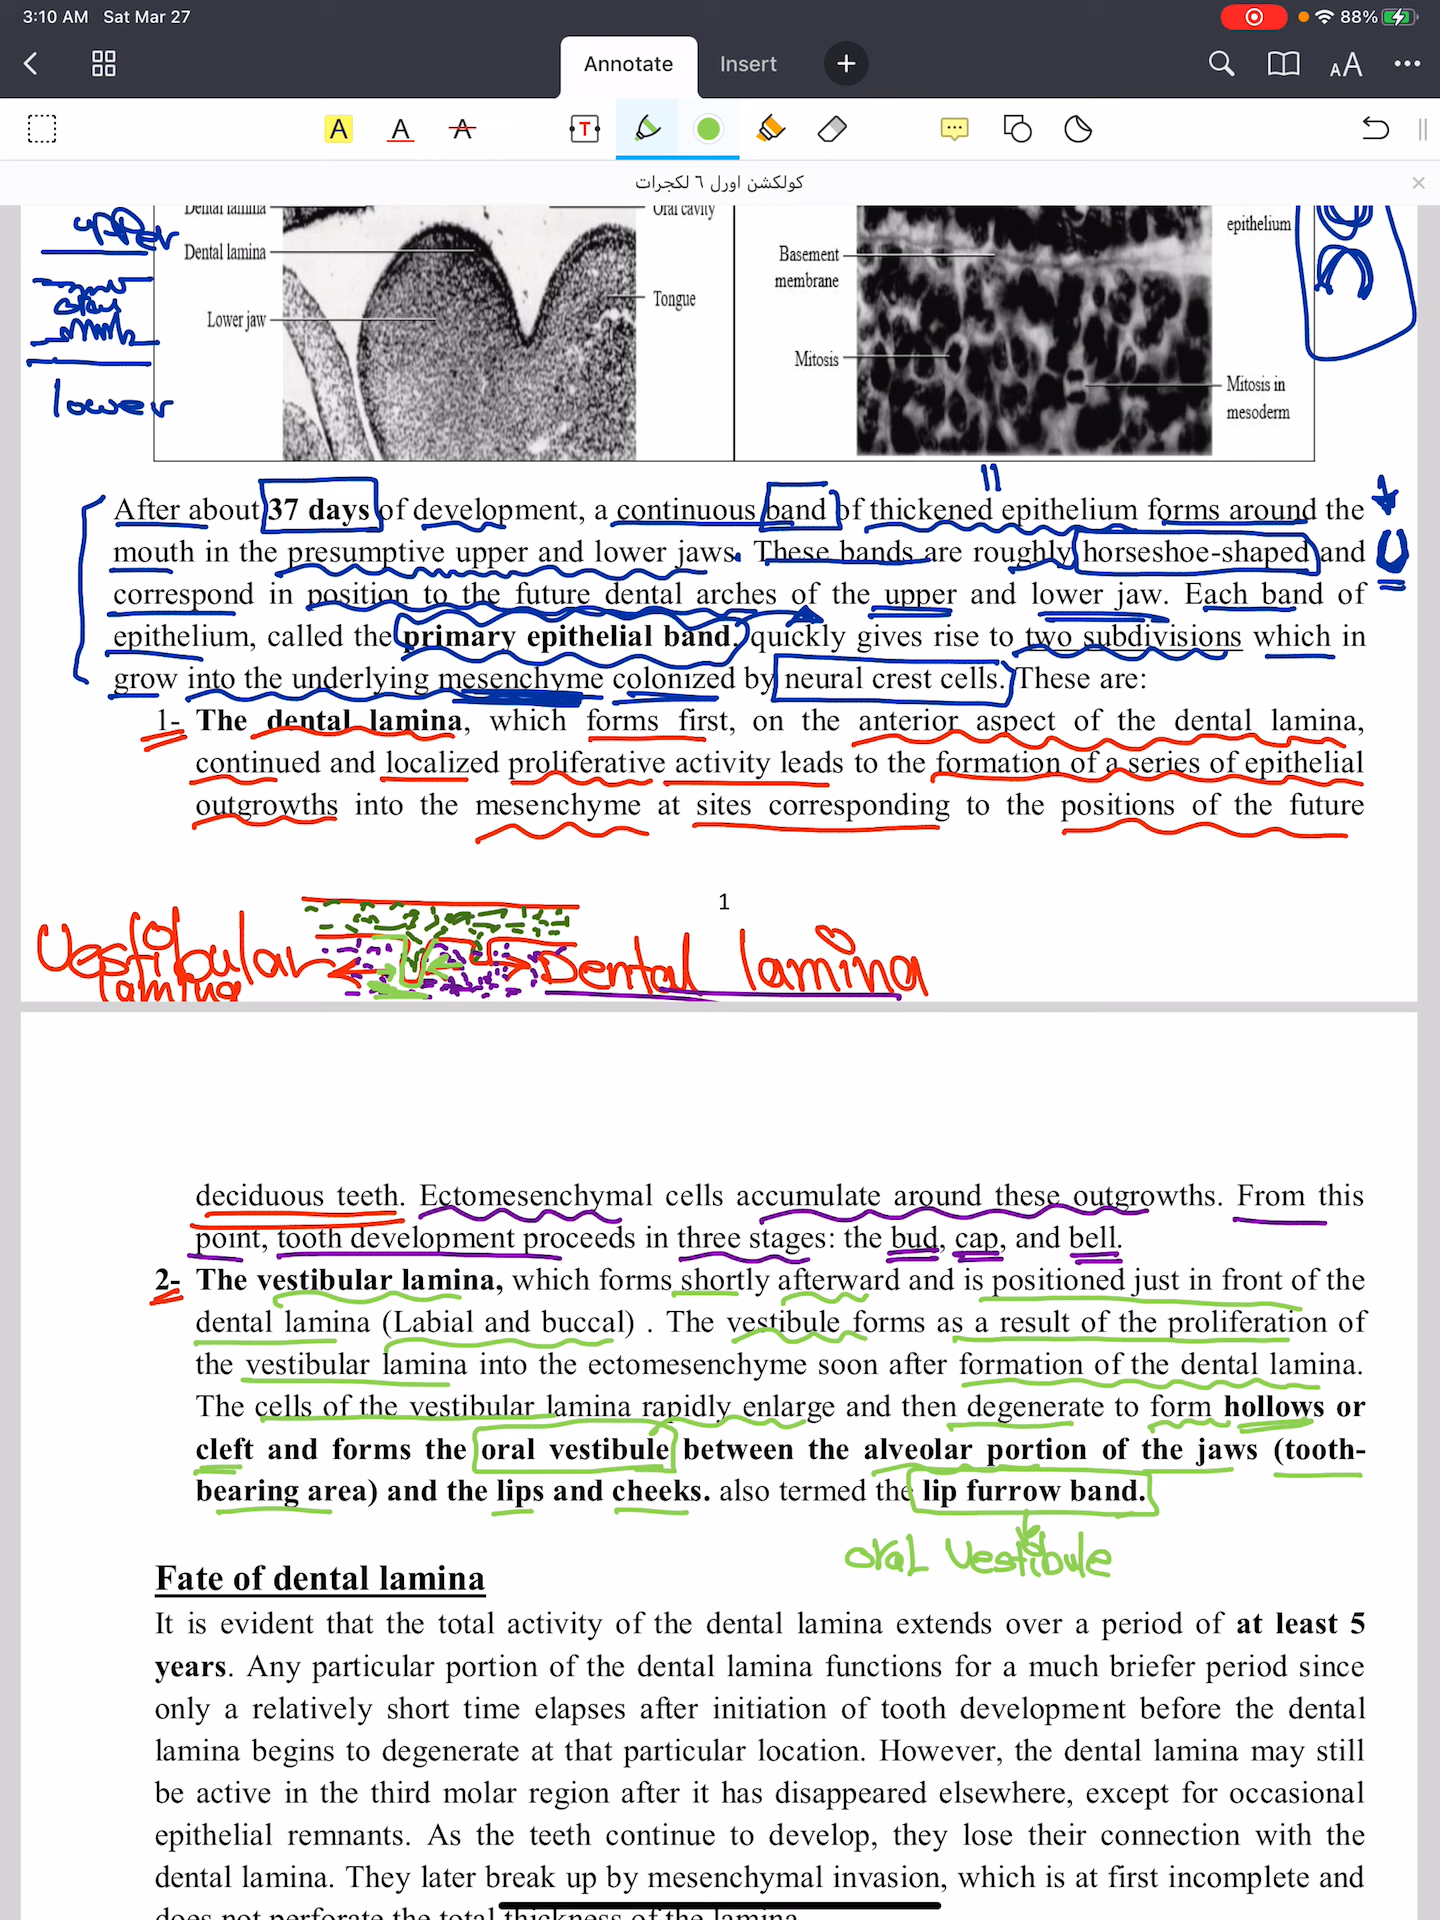 3:10 AM Sat Mar 27
88%
Annotate
Insert
AA
A A A T
كولكشن اورل ٦ لكجرات
Dental lamina
Oral cavity
epithelium
upper
Dental lamina
Basement
membrane
Tongue
Lower jaw
Mitosis
Mitosis in
mesoderm
lower
After about 37 days of development, a continuous band of thickened epithelium forms around the
mouth in the presumptive upper and lower jaws. These bands are roughly horseshoe-shaped and
correspond in position to the future dental arches of the upper and lower jaw. Each band of
epithelium, called the primary epithelial band, quickly gives rise to two subdivisions which in
grow into the underlying mesenchyme colonized by neural crest cells. These are:
1- The dental lamina, which forms first, on the anterior aspect of the dental lamina,
continued and localized proliferative activity leads to the formation of a series of epithelial
outgrowths into the mesenchyme at sites corresponding to the positions of the future
1
Vestibular
lamina
Dental lamina
deciduous teeth. Ectomesenchymal cells accumulate around these outgrowths. From this
point, tooth development proceeds in three stages: the bud, cap, and bell.
2- The vestibular lamina, which forms shortly afterward and is positioned just in front of the
dental lamina (Labial and buccal) . The vestibule forms as a result of the proliferation of
the vestibular lamina into the ectomesenchyme soon after formation of the dental lamina.
The cells of the vestibular lamina rapidly enlarge and then degenerate to form hollows or
cleft and forms the oral vestibule between the alveolar portion of the jaws (tooth-
bearing area) and the lips and cheeks. also termed the lip furrow band.
oral vestibule
Fate of dental lamina
It is evident that the total activity of the dental lamina extends over a period of at least 5
years. Any particular portion of the dental lamina functions for a much briefer period since
only a relatively short time elapses after initiation of tooth development before the dental
lamina begins to degenerate at that particular location. However, the dental lamina may still
be active in the third molar region after it has disappeared elsewhere, except for occasional
epithelial remnants. As the teeth continue to develop, they lose their connection with the
dental lamina. They later break up by mesenchymal invasion, which is at first incomplete and
does not perforate the total thickness of the lamina